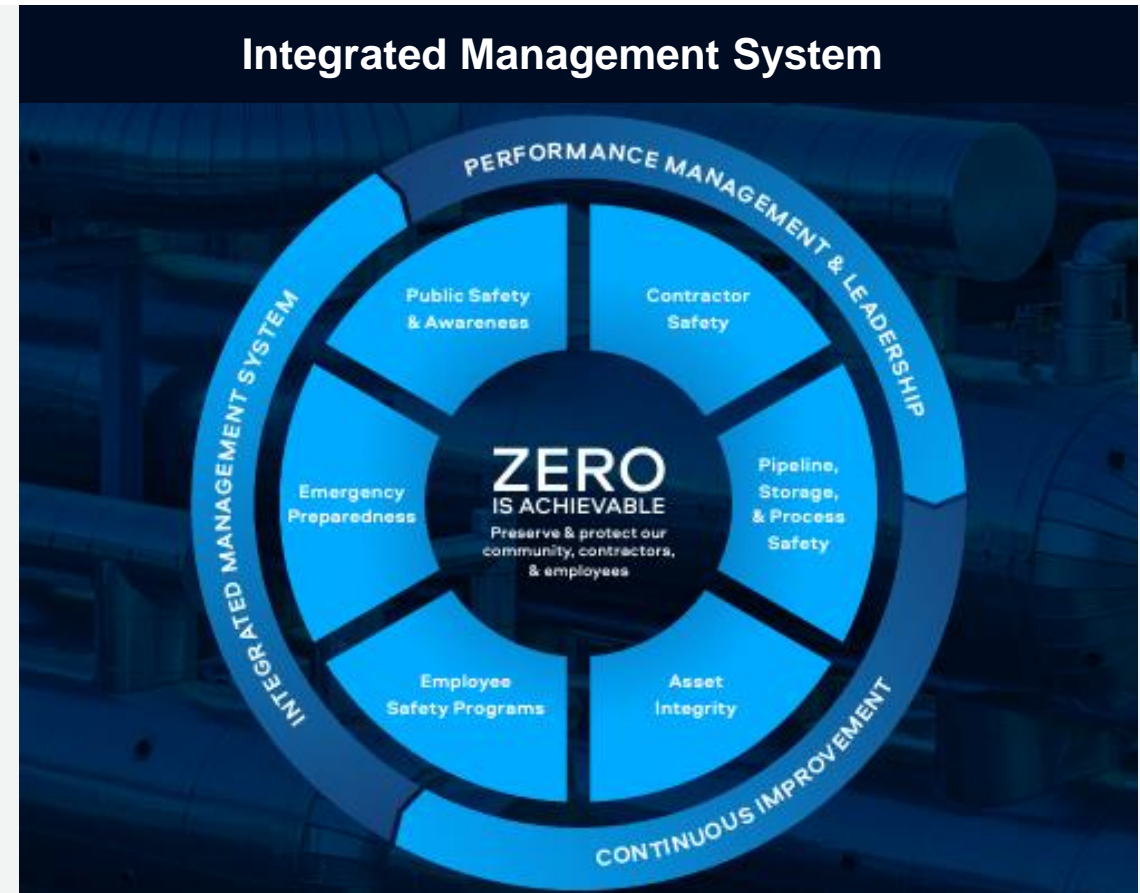 Integrated Management System
PERFORMANCE MANAGEMENT & LEADERSHIP
Public Safety
& Awareness
Contractor
Safety
INTEGRATED MANAGEMENT SYSTEM
Emergency
Preparedness
ZERO
IS ACHIEVABLE
Preserve & protect our
community, contractors,
& employees
Pipeline,
Storage,
& Process
Safety
Employee
Safety Programs
Asset
Integrity
CONTINUOUS IMPROVEMENT